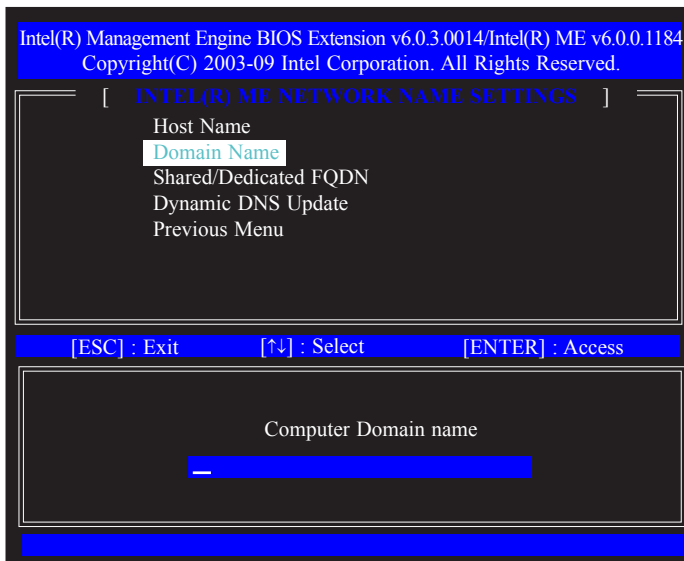 Intel(R) Management Engine BIOS Extension v6.0.3.0014/Intel(R) ME v6.0.0.1184
Copyright(C) 2003-09 Intel Corporation. All Rights Reserved.
[ INTEL(R) ME NETWORK NAME SETTINGS ]
Host Name
Domain Name
Shared/Dedicated FQDN
Dynamic DNS Update
Previous Menu
[ESC] : Exit [↑↓] : Select [ENTER] : Access
Computer Domain name